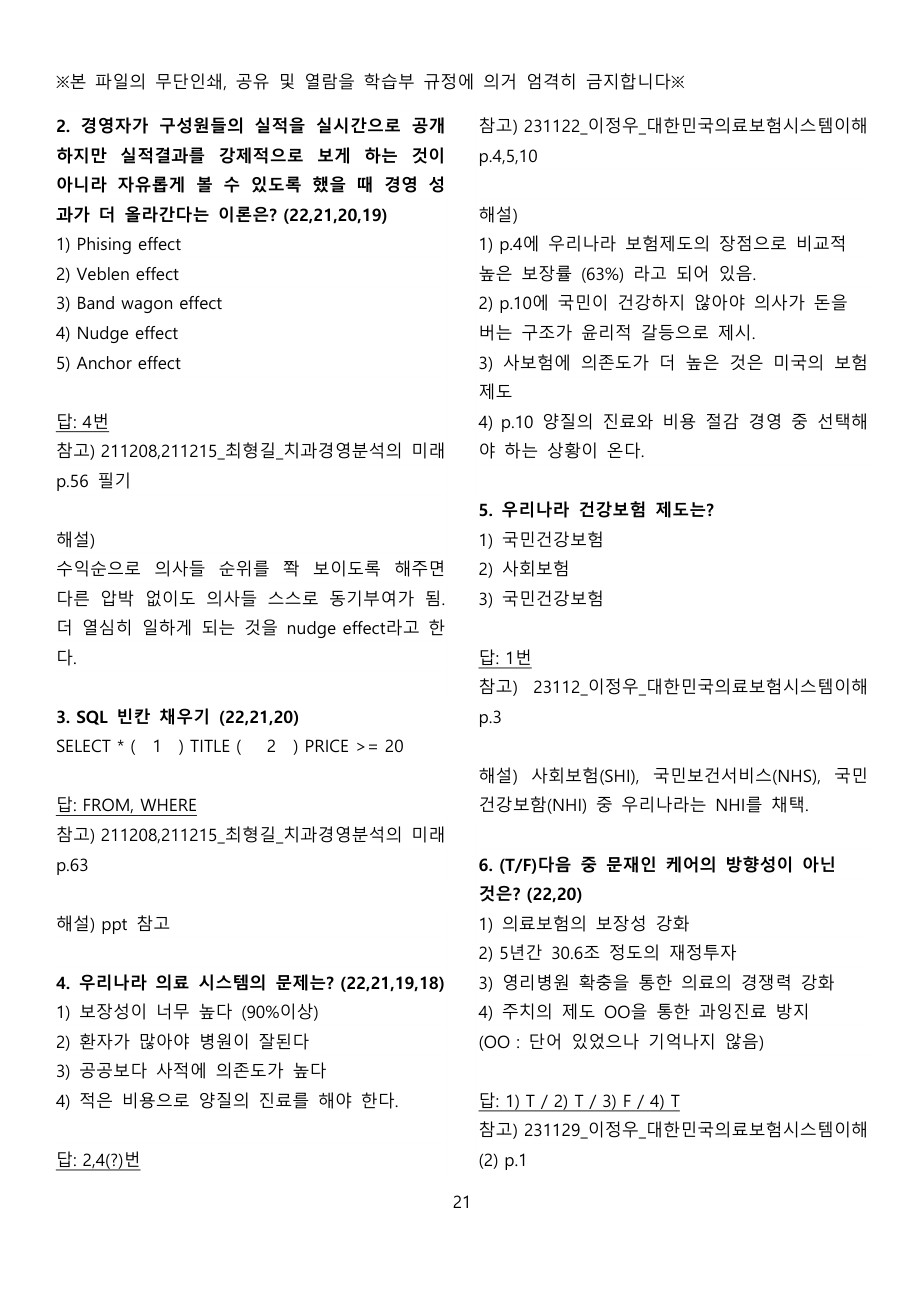 ※본 파일의 무단인쇄, 공유 및 열람을 학습부 규정에 의거 엄격히 금지합니다※
2. 경영자가 구성원들의 실적을 실시간으로 공개
하지만 실적결과를 강제적으로 보게 하는 것이
아니라 자유롭게 볼 수 있도록 했을 때 경영 성
과가 더 올라간다는 이론은? (22,21,20,19)
1) Phising effect
2) Veblen effect
3) Band wagon effect
4) Nudge effect
5) Anchor effect
답: 4번
참고) 211208,211215_최형길_치과경영분석의 미래
p.56 필기
해설)
수익순으로 의사들 순위를 쫙 보이도록 해주면
다른 압박 없이도 의사들 스스로 동기부여가 됨.
더 열심히 일하게 되는 것을 nudge effect라고 한
다.
3. SQL 빈칸 채우기 (22,21,20)
SELECT * ( 1 ) TITLE ( 2 ) PRICE >= 20
답: FROM, WHERE
참고) 211208,211215_최형길_치과경영분석의 미래
p.63
해설) ppt 참고
4. 우리나라 의료 시스템의 문제는? (22,21,19,18)
1) 보장성이 너무 높다 (90%이상)
2) 환자가 많아야 병원이 잘된다
3) 공공보다 사적에 의존도가 높다
4) 적은 비용으로 양질의 진료를 해야 한다.
답: 2,4(?)번
참고) 231122_이정우_대한민국의료보험시스템이해
p.4,5,10
해설)
1) p.4에 우리나라 보험제도의 장점으로 비교적
높은 보장률 (63%) 라고 되어 있음.
2) p.10에 국민이 건강하지 않아야 의사가 돈을
버는 구조가 윤리적 갈등으로 제시.
3) 사보험에 의존도가 더 높은 것은 미국의 보험
제도
4) p.10 양질의 진료와 비용 절감 경영 중 선택해
야 하는 상황이 온다.
5. 우리나라 건강보험 제도는?
1) 국민건강보험
2) 사회보험
3) 국민건강보험
답: 1번
참고) 23112_이정우_대한민국의료보험시스템이해
p.3
해설) 사회보험(SHI), 국민보건서비스(NHS), 국민
건강보함(NHI) 중 우리나라는 NHI를 채택.
6. (T/F)다음 중 문재인 케어의 방향성이 아닌
것은? (22,20)
1) 의료보험의 보장성 강화
2) 5년간 30.6조 정도의 재정투자
3) 영리병원 확충을 통한 의료의 경쟁력 강화
4) 주치의 제도 OO을 통한 과잉진료 방지
(OO : 단어 있었으나 기억나지 않음)
답: 1) T / 2) T / 3) F / 4) T
참고) 231129_이정우_대한민국의료보험시스템이해
(2) p.1
21